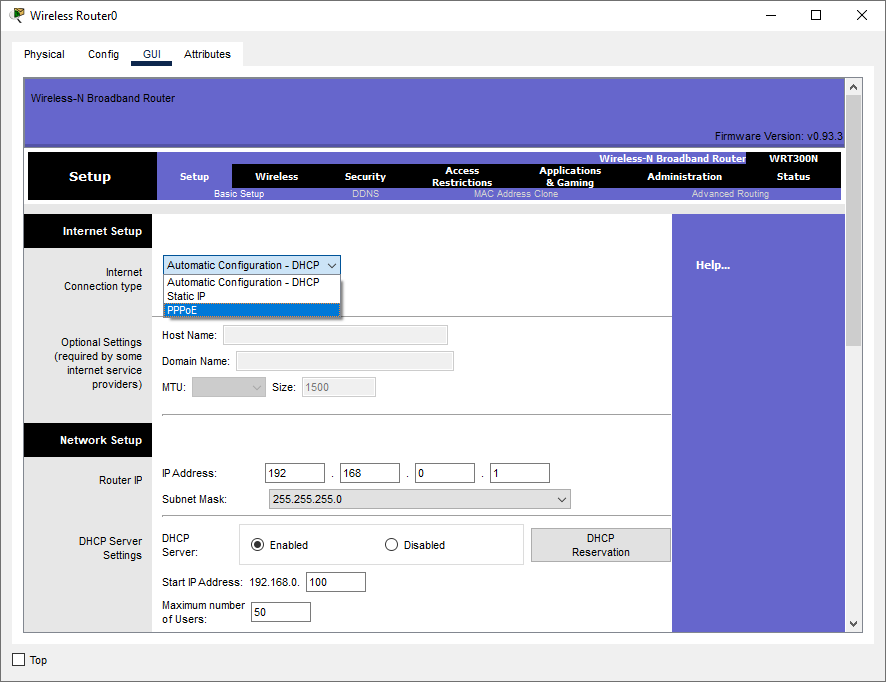 Wireless Router0
Physical Config GUI Attributes
Wireless-N Broadband Router
Firmware Version: v0.93.3
Wireless-N Broadband Router WRT300N
Setup
Setup Wireless Security Access Restrictions Applications & Gaming Administration Status
Basic Setup DDNS MAC Address Clone Advanced Routing
Internet Setup
Help...
Internet
Connection type
Automatic Configuration - DHCP
Automatic Configuration - DHCP
Static IP
PPPoE
Optional Settings
(required by some
internet service
providers)
Host Name:
Domain Name:
MTU: Size: 1500
Network Setup
Router IP
IP Address: 192 . 168 . 0 . 1
Subnet Mask: 255.255.255.0
DHCP Server
Settings
DHCP
Server:
Enabled Disabled
DHCP
Reservation
Start IP Address: 192.168.0. 100
Maximum number
of Users:
50
Top